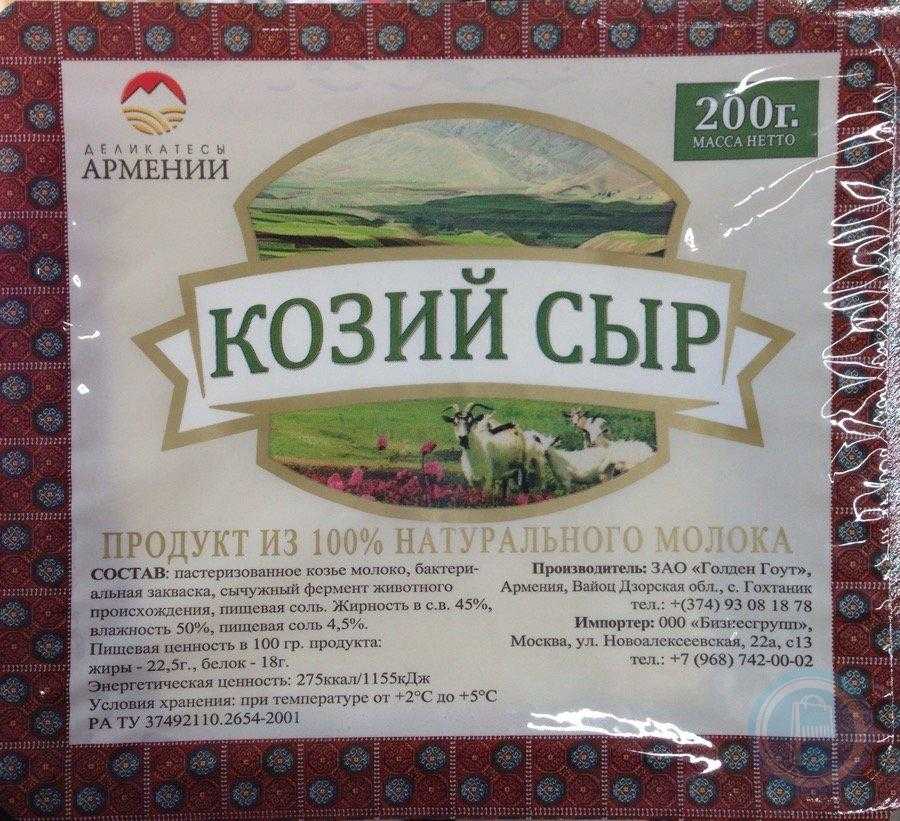 ДЕЛИКАТЕСЫ
АРМЕНИИ
200г.
МАССА НЕТТО
КОЗИЙ СЫР
ПРОДУКТ ИЗ 100% НАТУРАЛЬНОГО МОЛОКА
СОСТАВ: пастеризованное козье молоко, бактери-
альная закваска, сычужный фермент животного
происхождения, пищевая соль. Жирность в с.в. 45%,
влажность 50%, пищевая соль 4,5%.
Пищевая ценность в 100 гр. продукта:
жиры - 22,5г., белок - 18г.
Энергетическая ценность: 275ккал/1155кДж
Условия хранения: при температуре от +2°C до +5°C
РА ТУ 37492110.2654-2001
Производитель: ЗАО «Голден Гоут»,
Армения, Вайоц Дзорская обл., с. Гохтаник
тел.: +(374) 93 08 18 78
Импортер: ООО «Бизнесгрупп»,
Москва, ул. Новоалексеевская, 22а, с13
тел.: +7 (968) 742-00-02